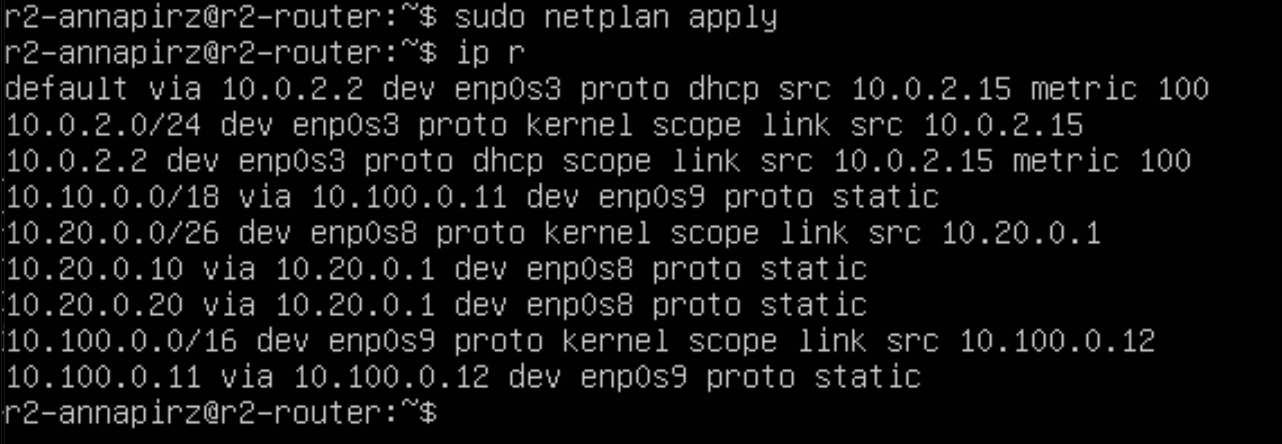 r2-annapirz@r2-router:~$ sudo netplan apply
r2-annapirz@r2-router:~$ ip r
default via 10.0.2.2 dev enp0s3 proto dhcp src 10.0.2.15 metric 100
10.0.2.0/24 dev enp0s3 proto kernel scope link src 10.0.2.15
10.0.2.2 dev enp0s3 proto dhcp scope link src 10.0.2.15 metric 100
10.10.0.0/18 via 10.100.0.11 dev enp0s9 proto static
10.20.0.0/26 dev enp0s8 proto kernel scope link src 10.20.0.1
10.20.0.10 via 10.20.0.1 dev enp0s8 proto static
10.20.0.20 via 10.20.0.1 dev enp0s8 proto static
10.100.0.0/16 dev enp0s9 proto kernel scope link src 10.100.0.12
10.100.0.11 via 10.100.0.12 dev enp0s9 proto static
r2-annapirz@r2-router:~$